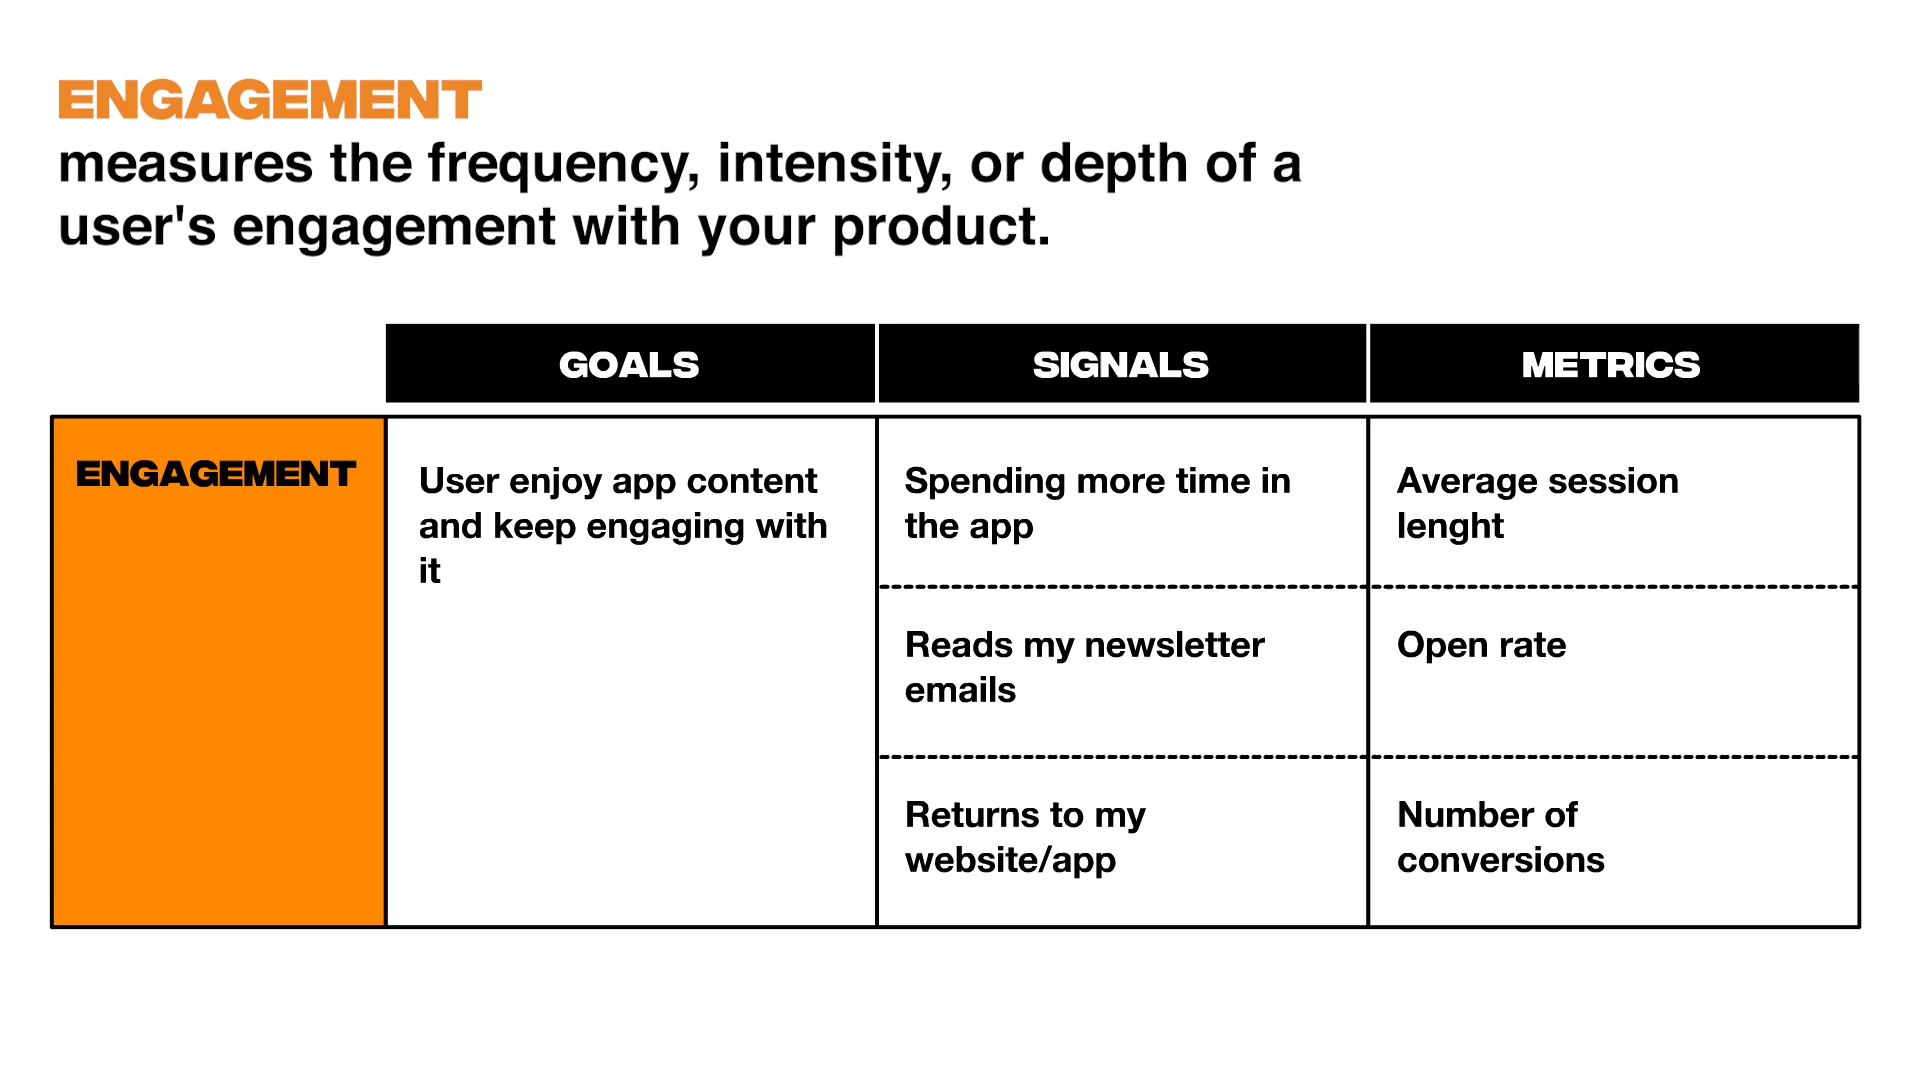 ENGAGEMENT
measures the frequency, intensity, or depth of a
user's engagement with your product.
GOALS
SIGNALS
METRICS
ENGAGEMENT
User enjoy app content
and keep engaging with
it
Spending more time in
the app
Average session
lenght
Reads my newsletter
emails
Open rate
Returns to my
website/app
Number of
conversions